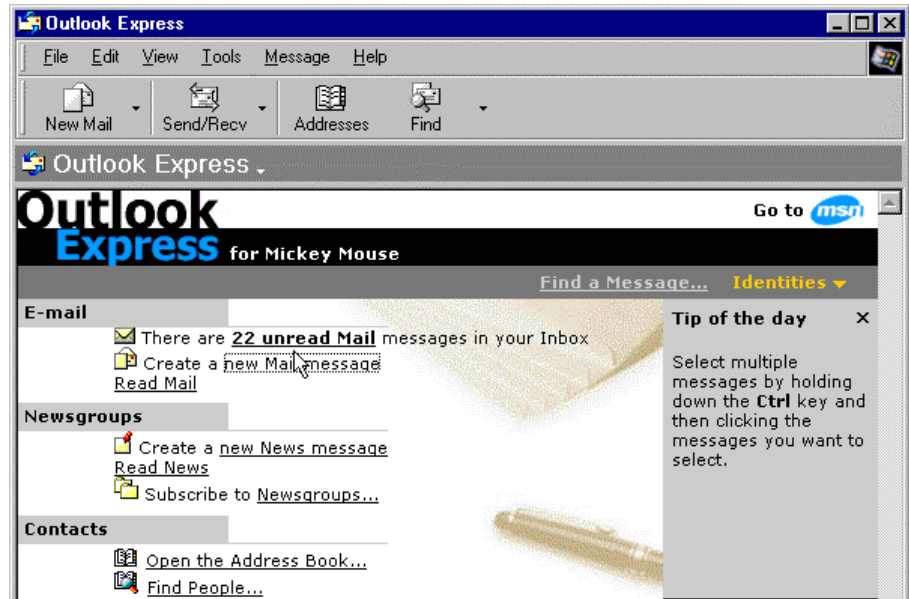 Outlook Express
File Edit View Tools Message Help
New Mail Send/Recv Addresses Find
Outlook Express
Outlook
Express for Mickey Mouse
Go to msn
Find a Message... Identities
E-mail
There are 22 unread Mail messages in your Inbox
Create a new Mail message
Read Mail
Newsgroups
Create a new News message
Read News
Subscribe to Newsgroups...
Contacts
Open the Address Book...
Find People...
Tip of the day
Select multiple
messages by holding
down the Ctrl key and
then clicking the
messages you want to
select.